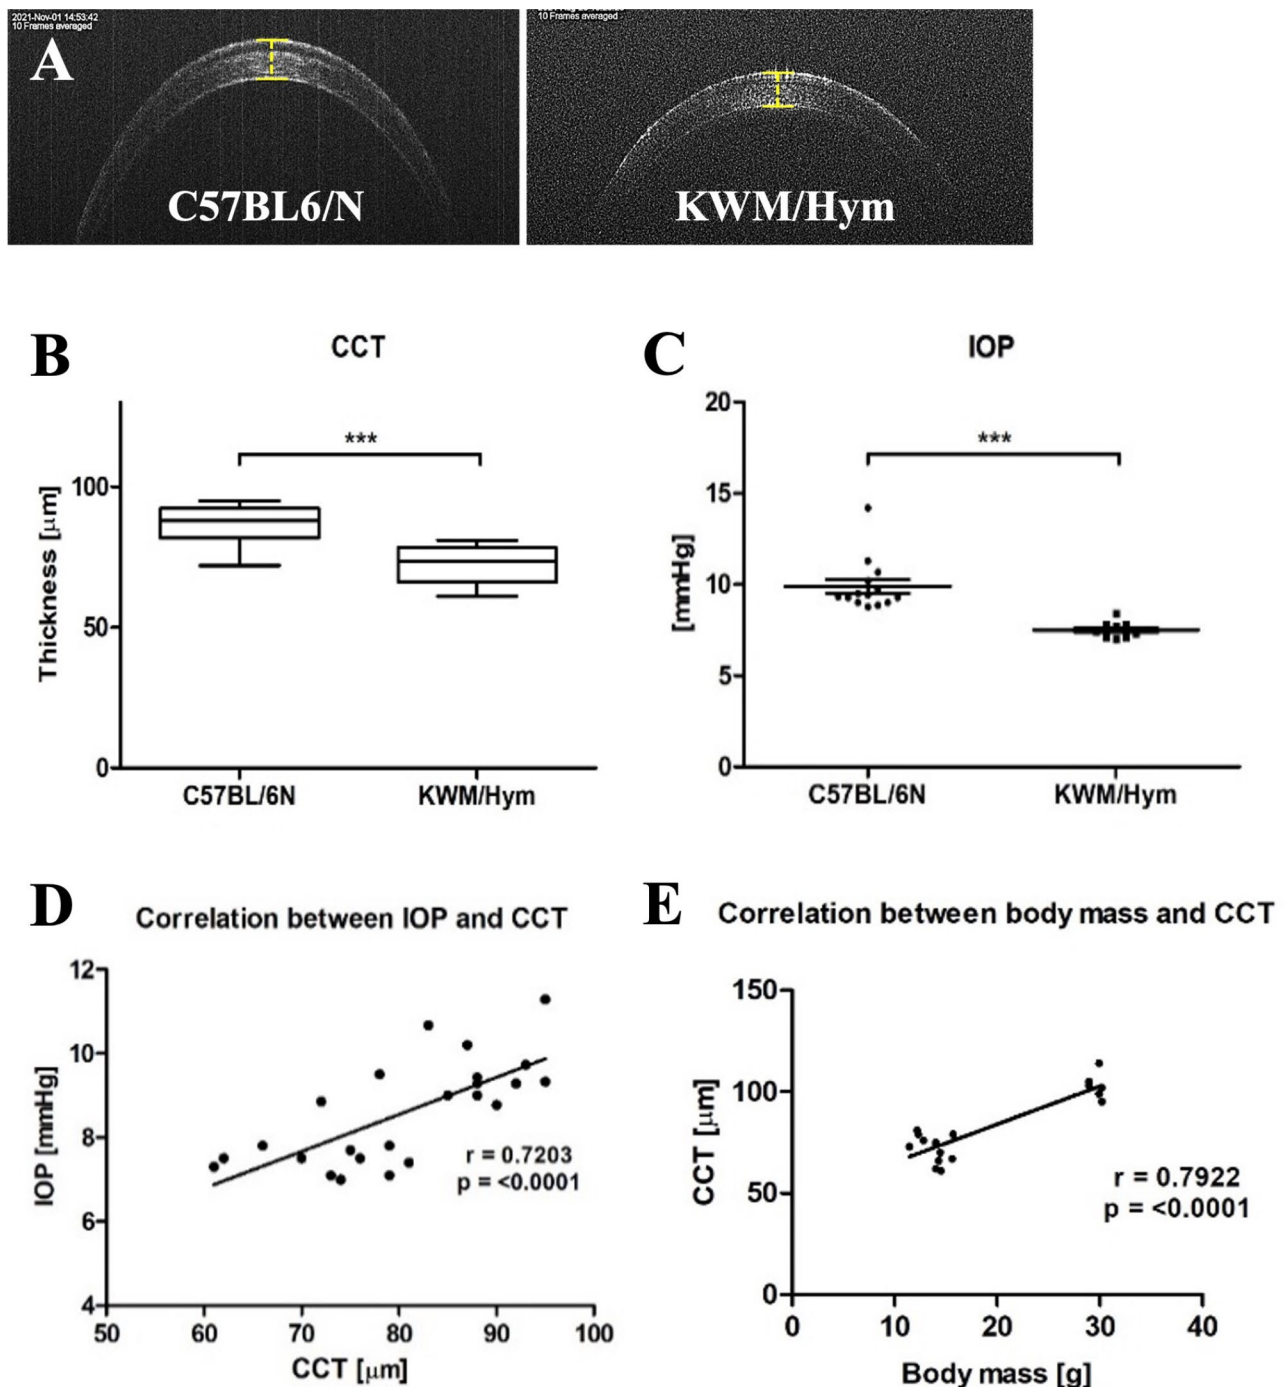 2021-Nov-01 14:53:42
10 Frames averaged
A
C57BL6/N
10 Frames averaged
KWM/Hym
B
CCT
***
Thickness [μm]
100
50
0
C57BL/6N
KWM/Hym
C
IOP
***
[mmHg]
20
15
10
5
0
C57BL/6N
KWM/Hym
D
Correlation between IOP and CCT
IOP [mmHg]
12
10
8
6
4
r = 0.7203
p = <0.0001
50
60
70
80
90
100
CCT [μm]
E
Correlation between body mass and CCT
CCT [μm]
150
100
50
0
r = 0.7922
p = <0.0001
0
10
20
30
40
Body mass [g]